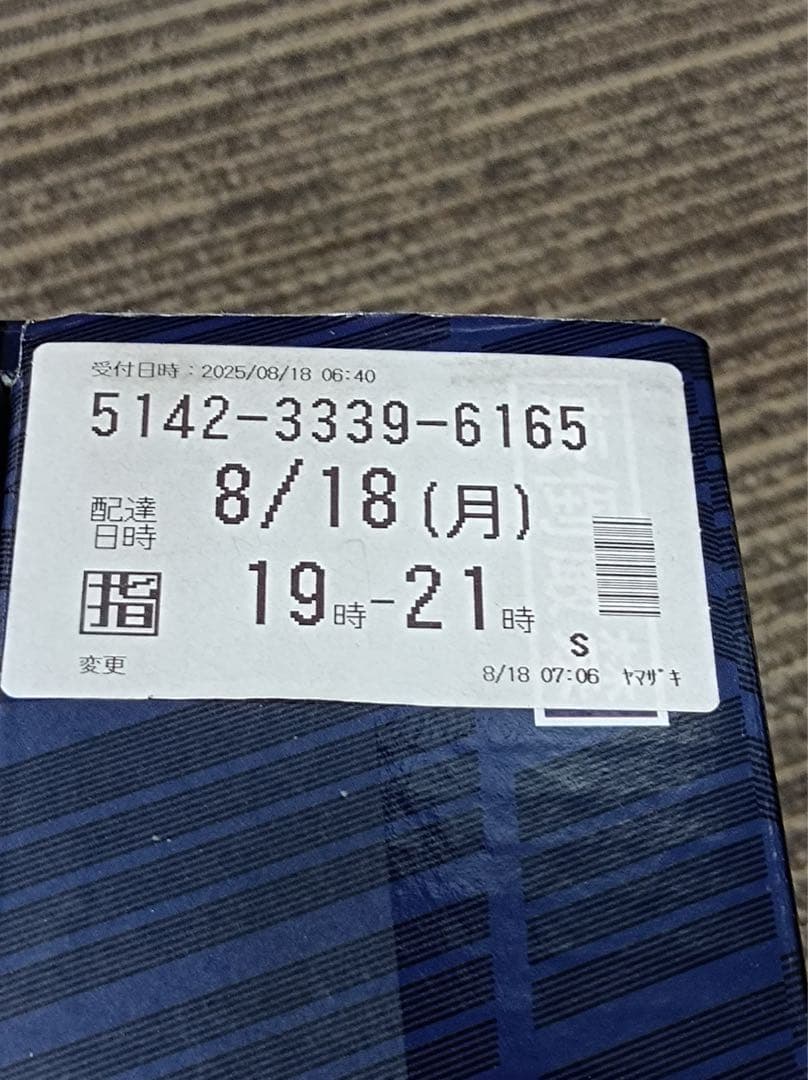 受付日時：2025/08/18 06:40
5142-3339-6165
配達日時
8/18(月)
指
19時-21時
変更
S
8/18 07:06 ヤマザキ